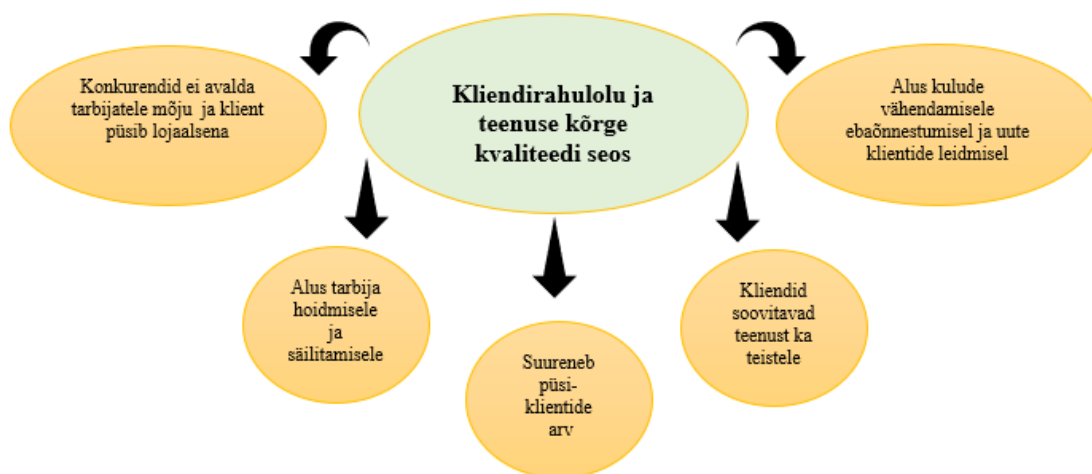 Konkurendid ei avalda
tarbijatele mõju ja klient
püsib lojaalsena
Kliendirahulolu ja
teenuse kõrge
kvaliteedi seos
Alus kulude
vähendamisele
ebaõnnestumisel ja uute
klientide leidmisel
Alus tarbija
hoidmisele
ja
säilitamisele
Suureneb
püsi-
klientide
arv
Kliendid
soovitavad
teenust ka
teistele